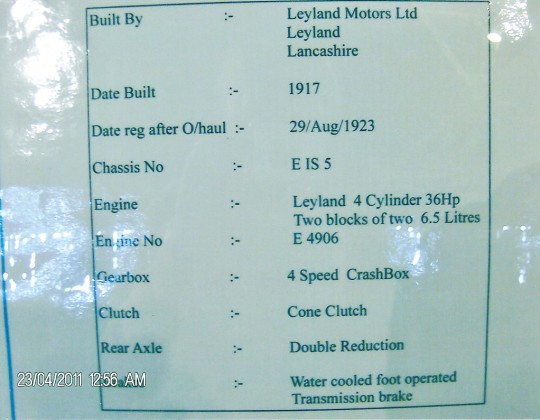 Built By :- Leyland Motors Ltd
Leyland
Lancashire
Date Built :- 1917
Date reg after O/haul :- 29/Aug/1923
Chassis No :- E IS 5
Engine :- Leyland 4 Cylinder 36Hp
Two blocks of two 6.5 Litres
Engine No :- E 4906
Gearbox :- 4 Speed CrashBox
Clutch :- Cone Clutch
Rear Axle :- Double Reduction
:- Water cooled foot operated
Transmission brake
23/04/2011 12:56 AM